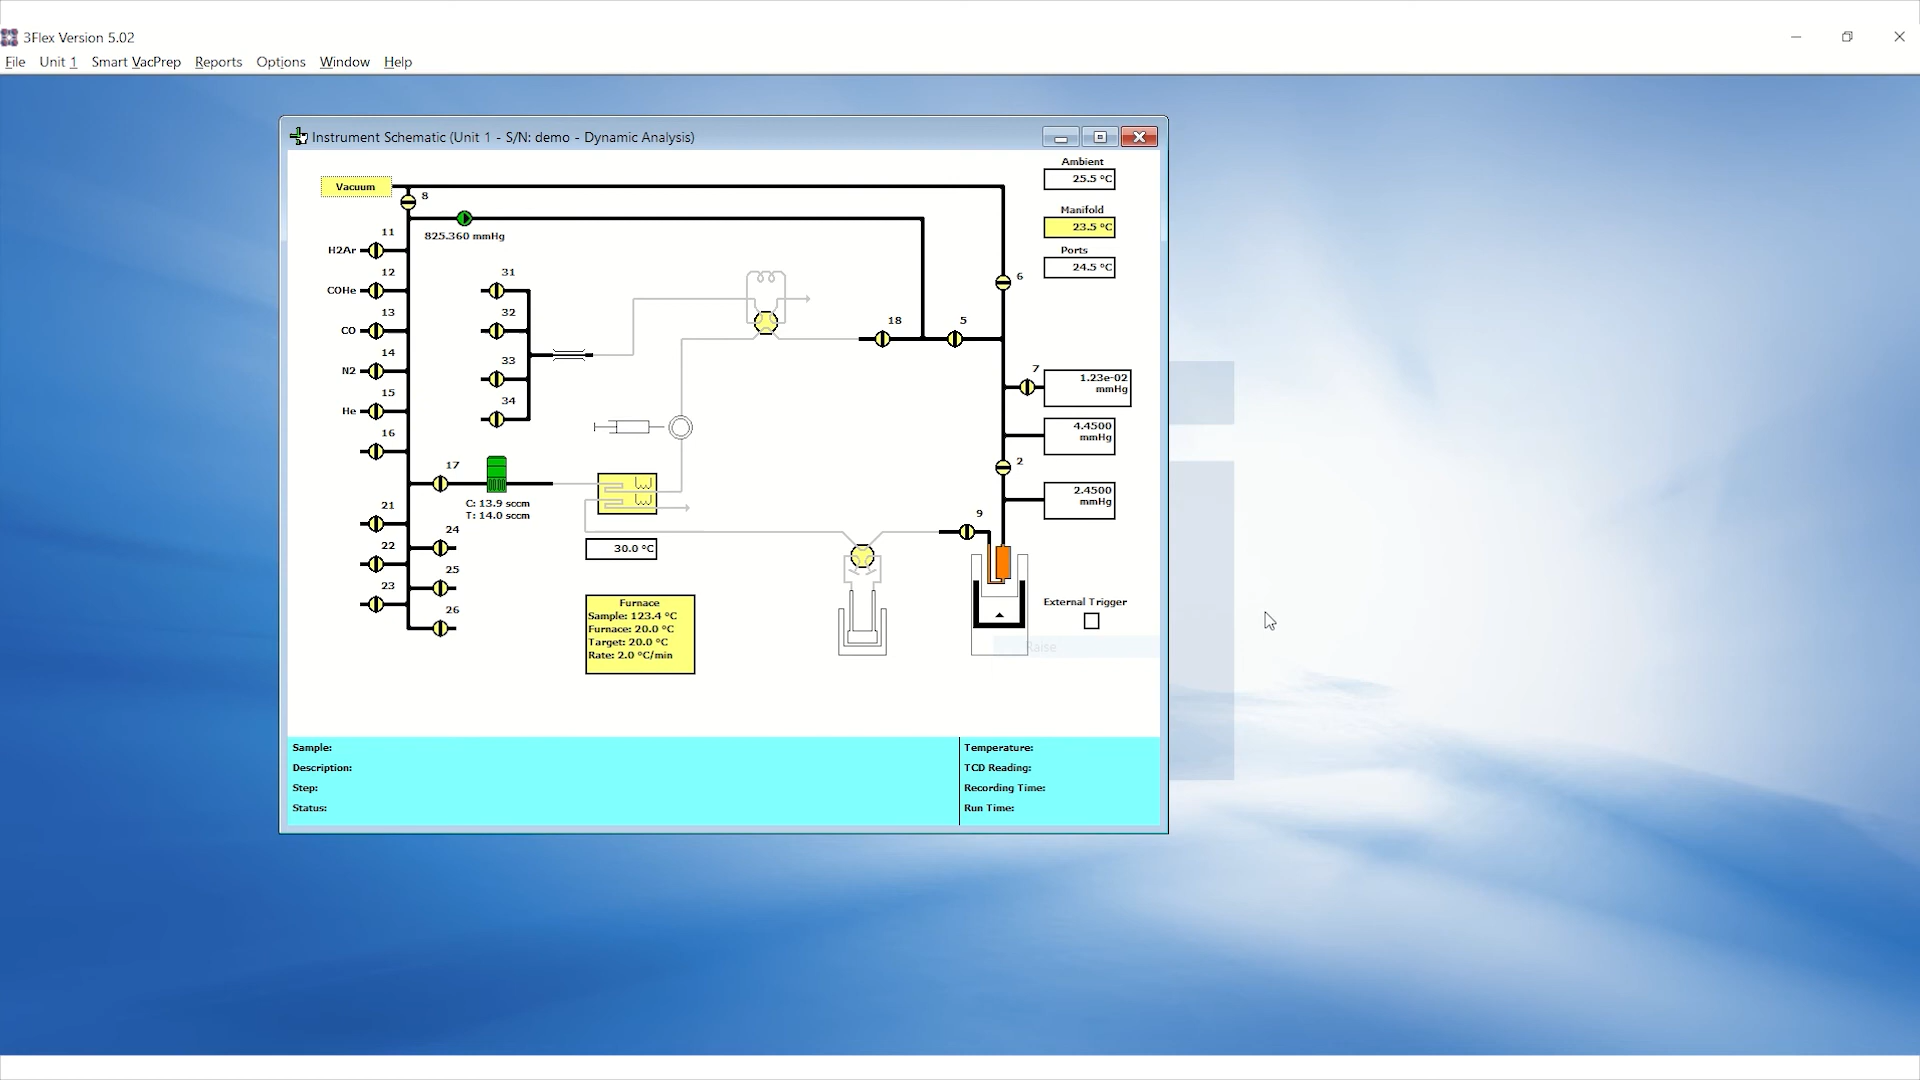 3Flex Version 5.02
File Unit 1 Smart VacPrep Reports Options Window Help
Instrument Schematic (Unit 1 - S/N: demo - Dynamic Analysis)
Vacuum
8
825.360 mmHg
11
H2Ar
12
COHe
13
CO
14
N2
15
He
16
17
C: 13.9 sccm
T: 14.0 sccm
21
22
23
24
25
26
31
32
33
34
30.0 °C
Furnace
Sample: 123.4 °C
Furnace: 20.0 °C
Target: 20.0 °C
Rate: 2.0 °C/min
18
5
6
7
2
9
Ambient
25.5 °C
Manifold
23.5 °C
Ports
24.5 °C
1.23e-02
mmHg
4.4500
mmHg
2.4500
mmHg
External Trigger
Raise
Sample:
Description:
Step:
Status:
Temperature:
TCD Reading:
Recording Time:
Run Time: